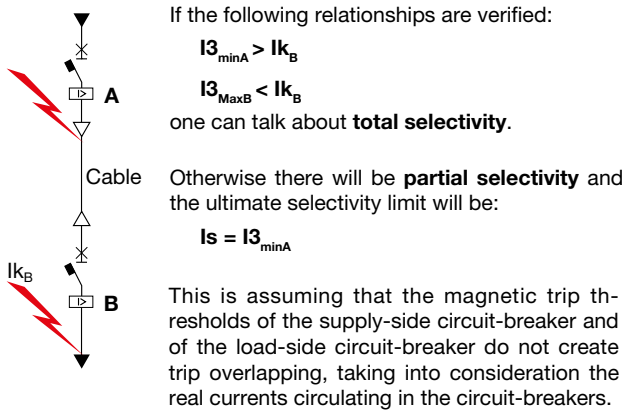 If the following relationships are verified:
I3minA > IkB
I3MaxB < IkB
one can talk about total selectivity.
A
Cable
Otherwise there will be partial selectivity and
the ultimate selectivity limit will be:
Is = I3minA
IkB
B
This is assuming that the magnetic trip th-
resholds of the supply-side circuit-breaker and
of the load-side circuit-breaker do not create
trip overlapping, taking into consideration the
real currents circulating in the circuit-breakers.